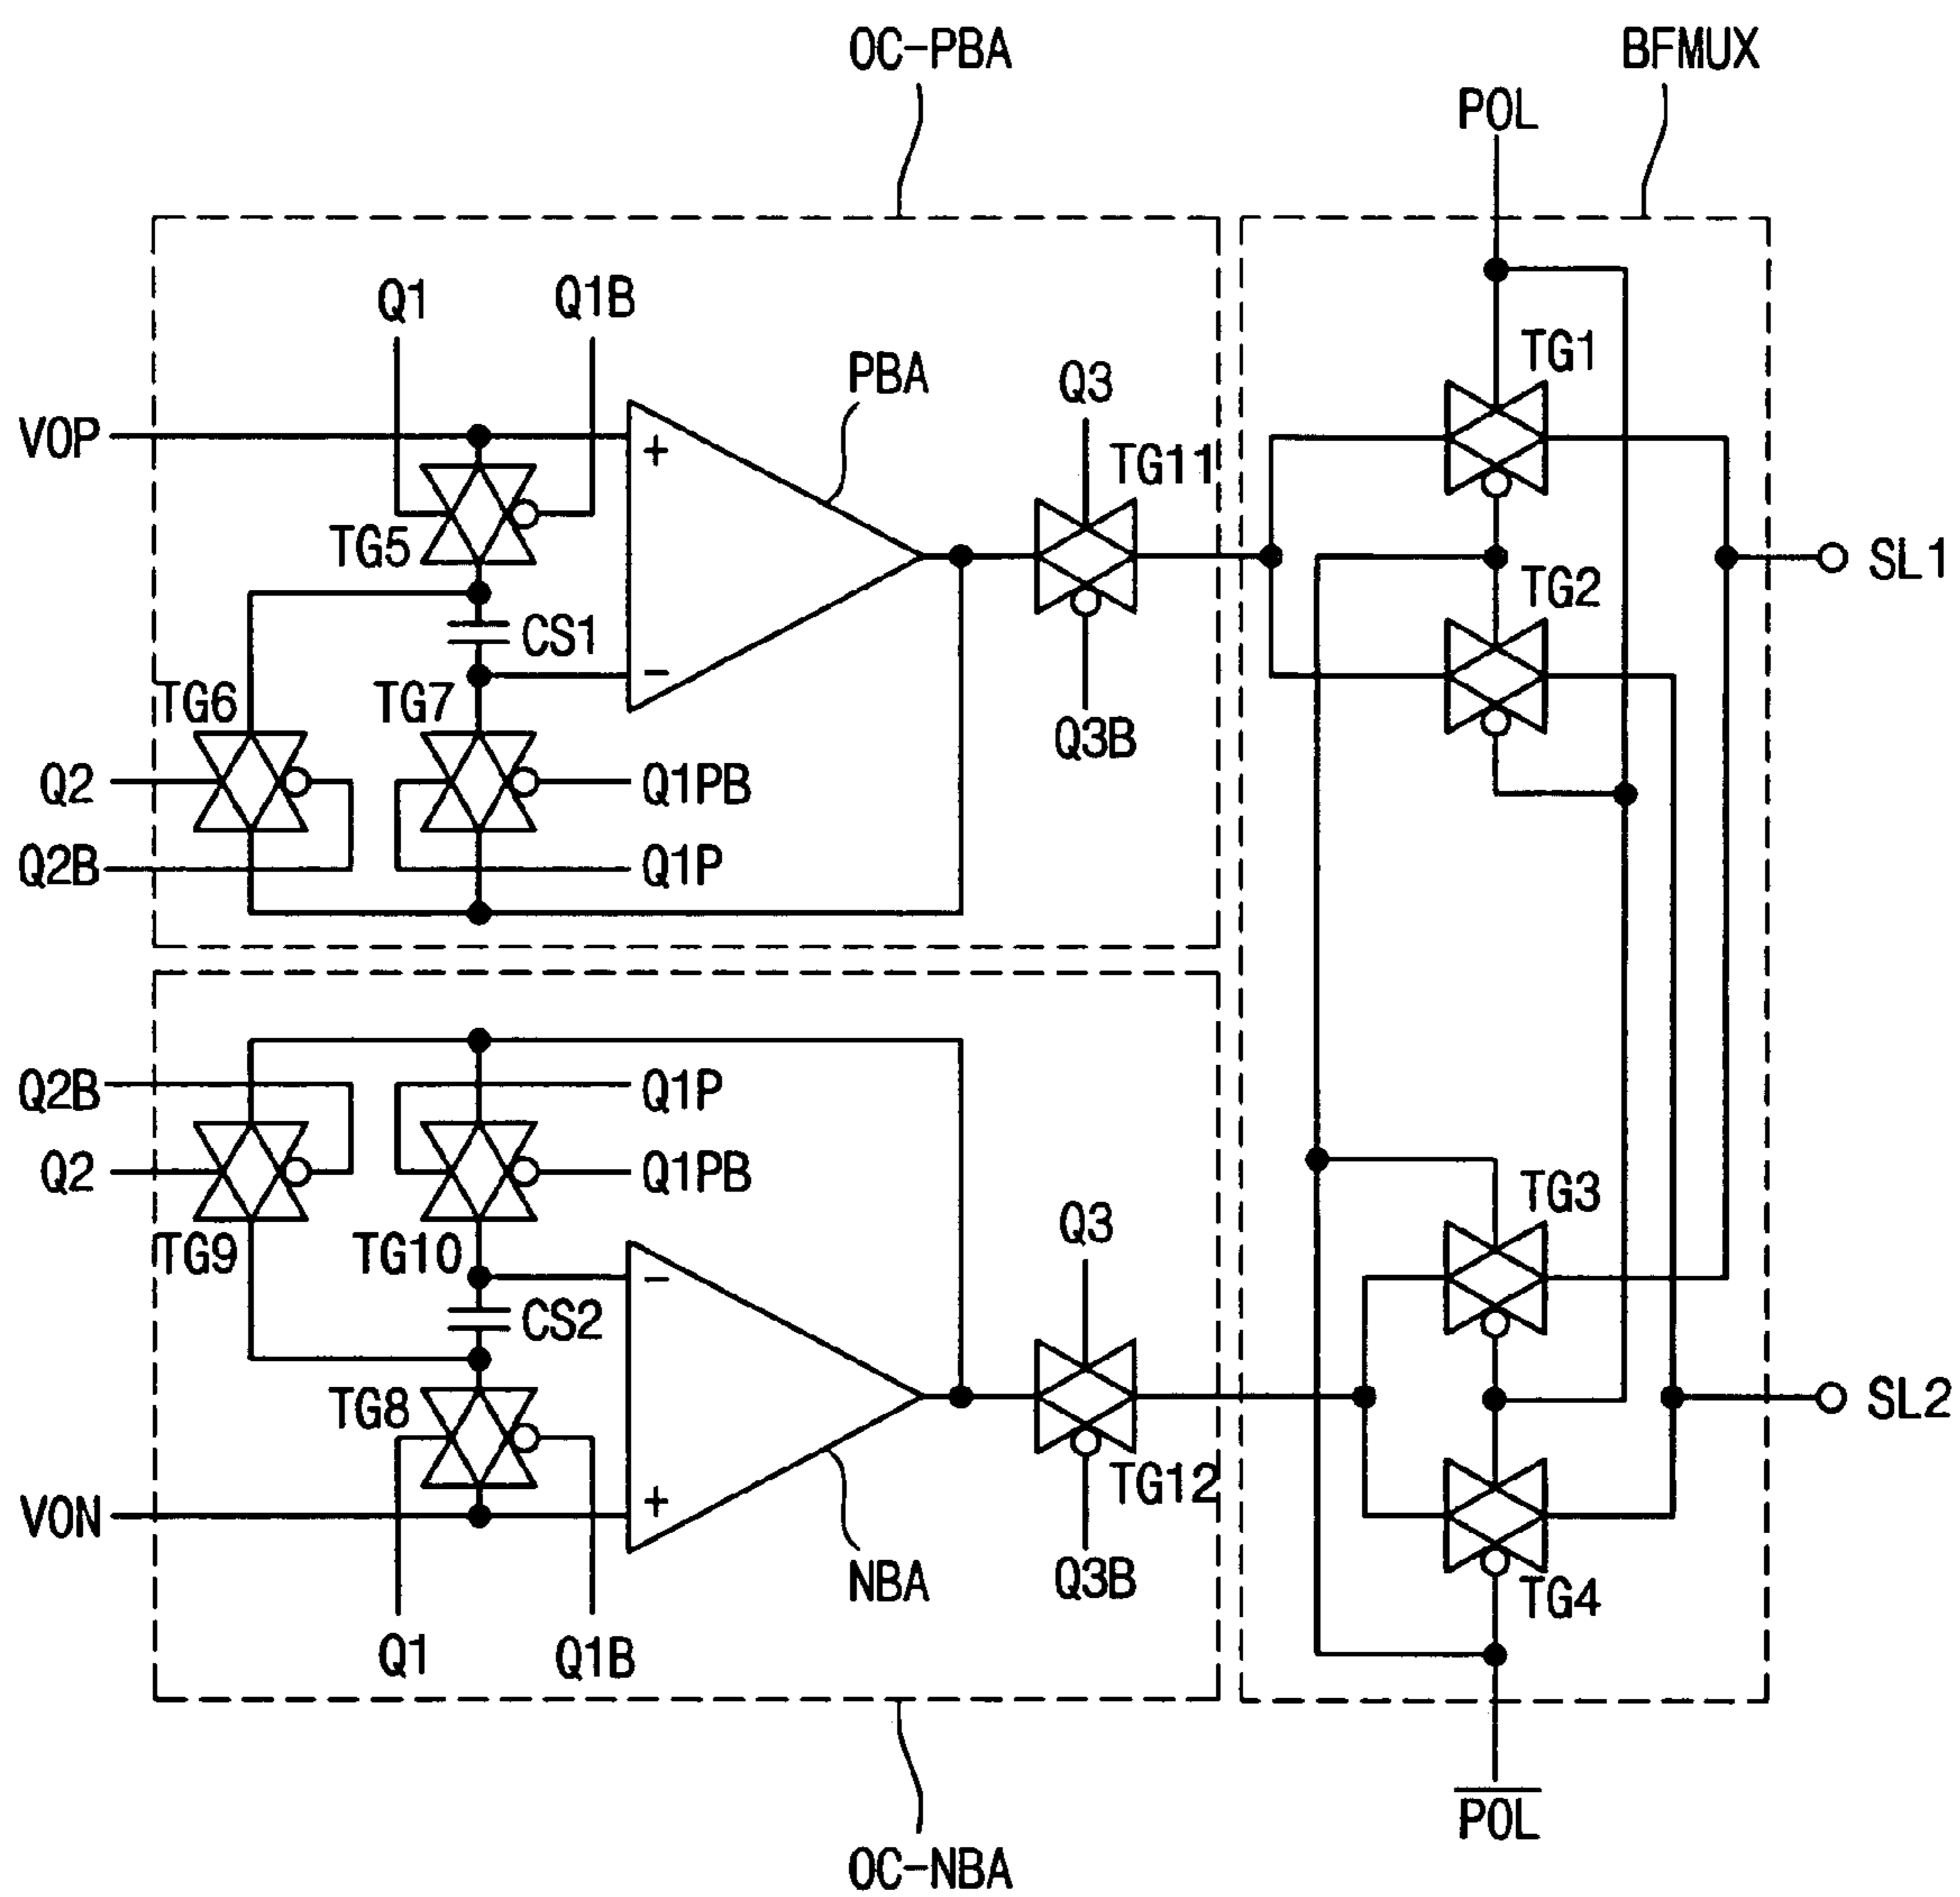 OC-PBA
BFMUX
POL
Q1
Q1B
TG1
PBA
Q3
VOP
+
TG11
TG5
SL1
TG2
CS1
−
TG6
TG7
Q3B
Q2
Q1PB
Q2B
Q1P
Q2B
Q1P
Q2
Q1PB
TG3
Q3
TG9
TG10
−
CS2
TG8
SL2
TG12
VON
+
NBA
Q3B
TG4
Q1
Q1B
P̅O̅L̅
OC-NBA